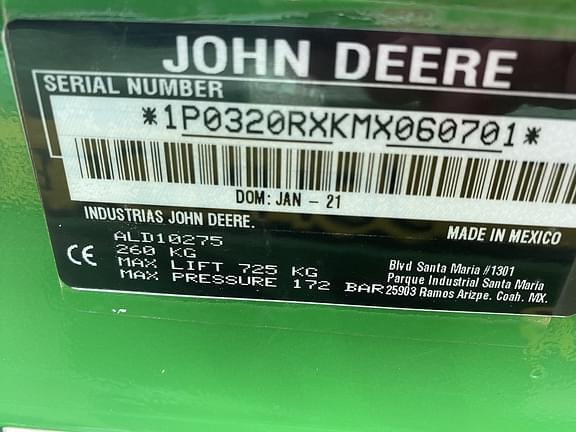 JOHN DEERE
SERIAL NUMBER
*1P0320RXKMX060701*
DOM: JAN - 21
INDUSTRIAS JOHN DEERE.
MADE IN MEXICO
CE
ALD10275
260 KG
MAX LIFT 725 KG
MAX PRESSURE 172 BAR
Blvd Santa Maria #1301
Parque Industrial Santa Maria
25903 Ramos Arizpe. Coah. MX.